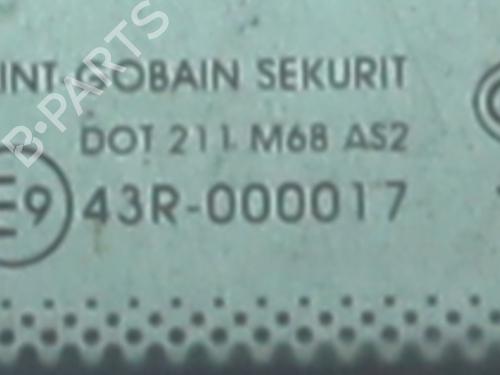 INT-GOBAIN SEKURIT
DOT 211 M68 AS2
E9 43R-000017
B-PARTS